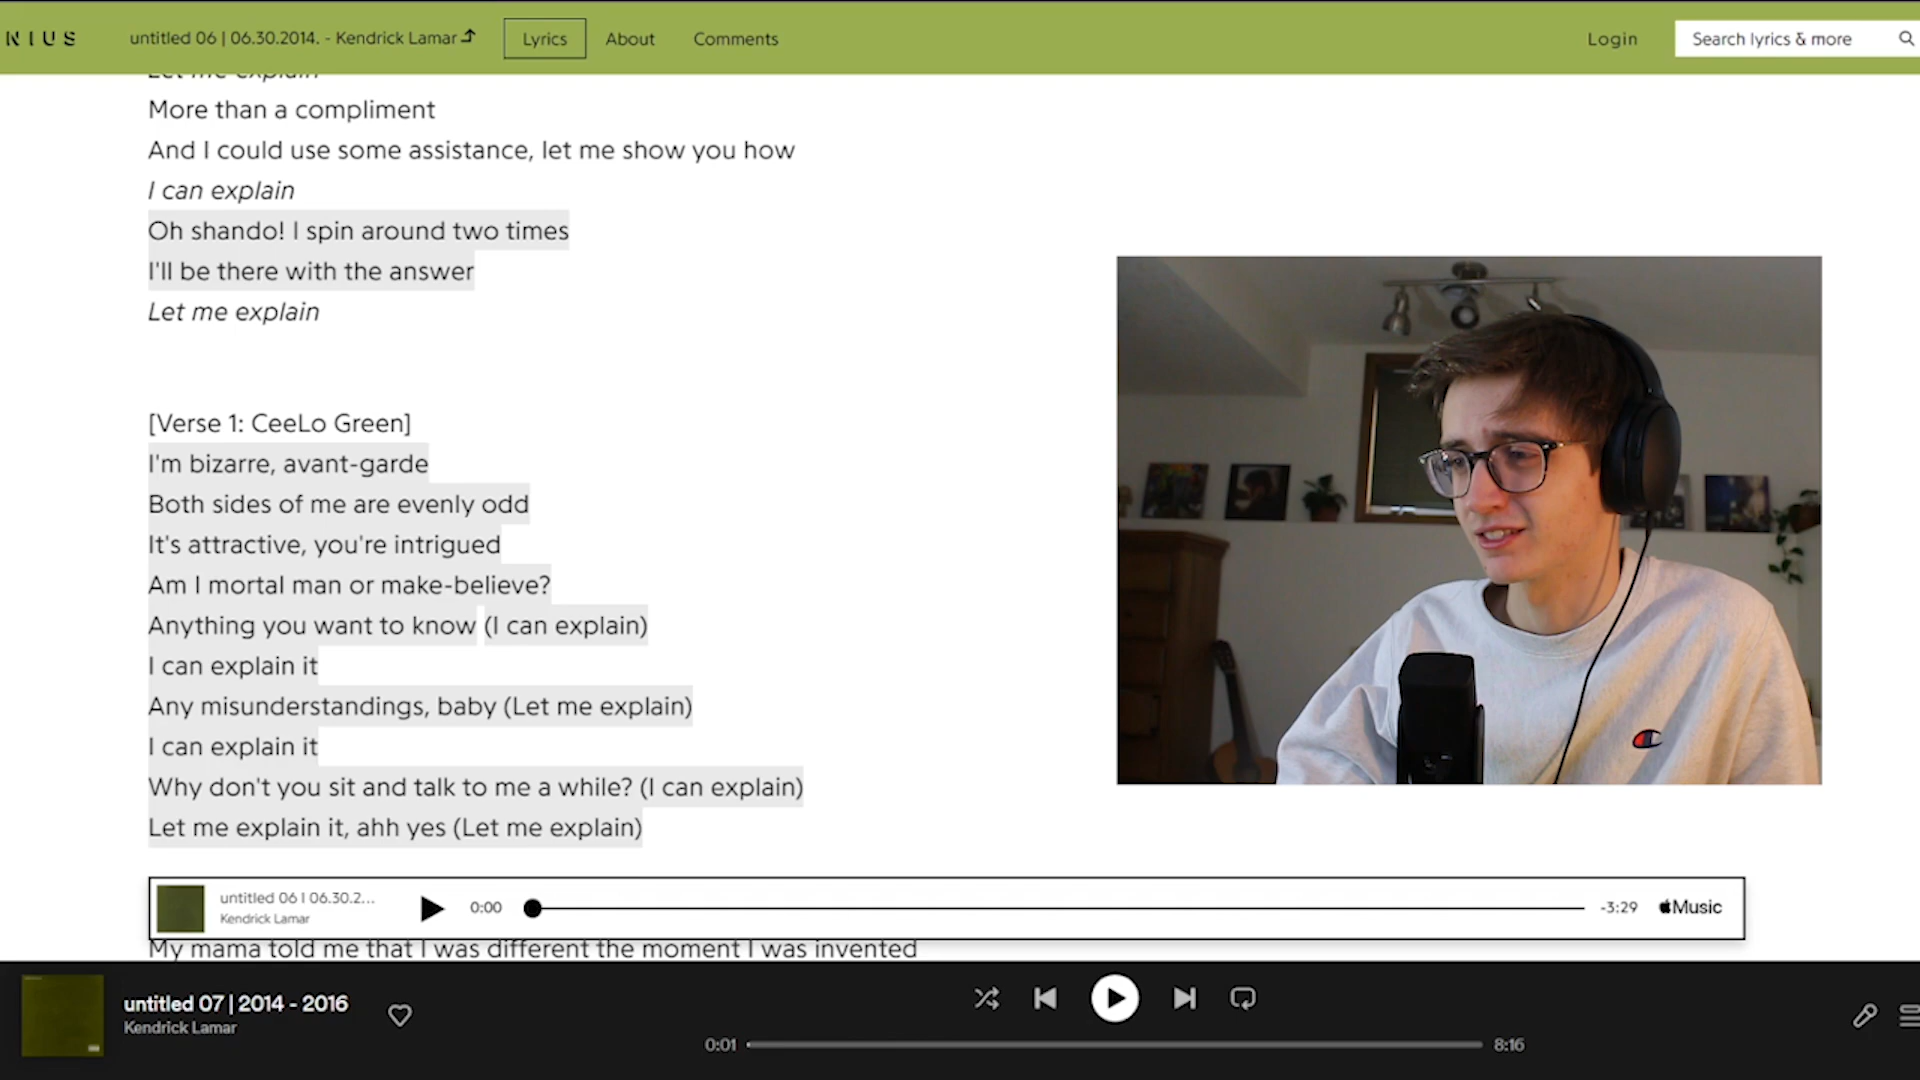 NIUS
untitled 06 | 06.30.2014. - Kendrick Lamar
Lyrics
About
Comments
Login
Search lyrics & more
Let me explain
More than a compliment
And I could use some assistance, let me show you how
I can explain
Oh shando! I spin around two times
I'll be there with the answer
Let me explain
[Verse 1: CeeLo Green]
I'm bizarre, avant-garde
Both sides of me are evenly odd
It's attractive, you're intrigued
Am I mortal man or make-believe?
Anything you want to know (I can explain)
I can explain it
Any misunderstandings, baby (Let me explain)
I can explain it
Why don't you sit and talk to me a while? (I can explain)
Let me explain it, ahh yes (Let me explain)
untitled 06 | 06.30.2...
Kendrick Lamar
0:00
-3:29
Music
My mama told me that I was different the moment I was invented
untitled 07 | 2014 - 2016
Kendrick Lamar
0:01
8:16